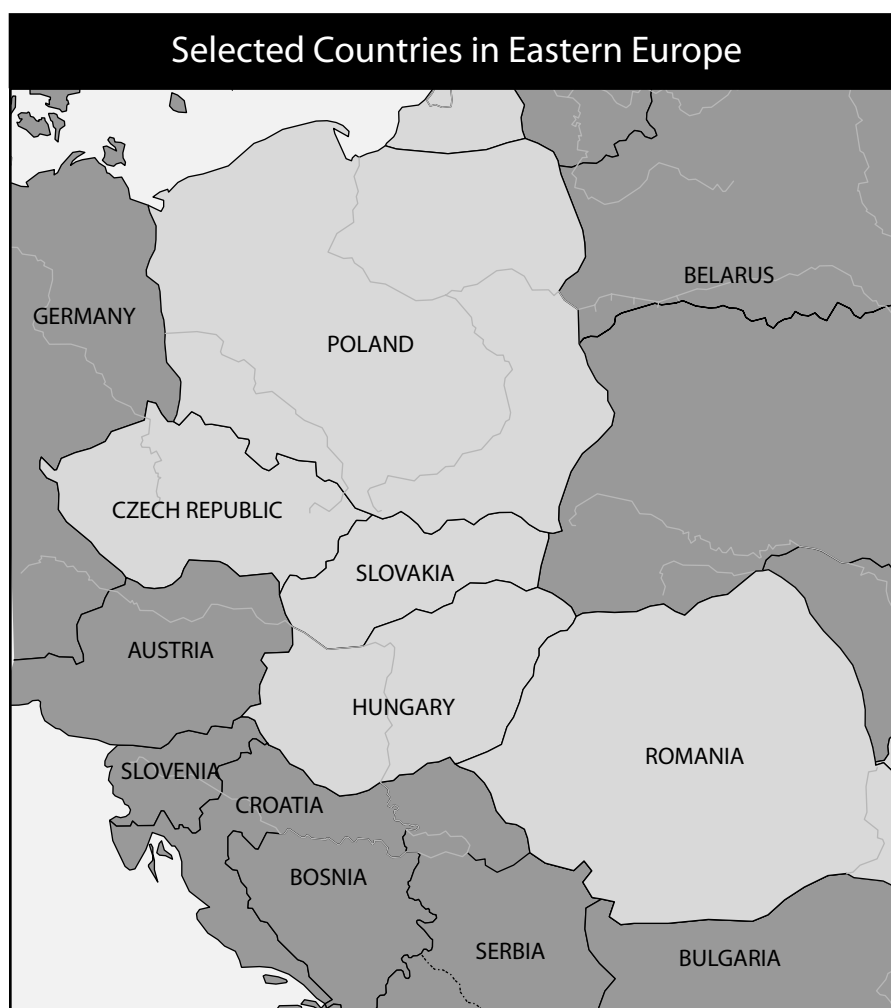 Selected Countries in Eastern Europe
BELARUS
GERMANY
POLAND
CZECH REPUBLIC
SLOVAKIA
AUSTRIA
HUNGARY
ROMANIA
SLOVENIA
CROATIA
BOSNIA
SERBIA
BULGARIA